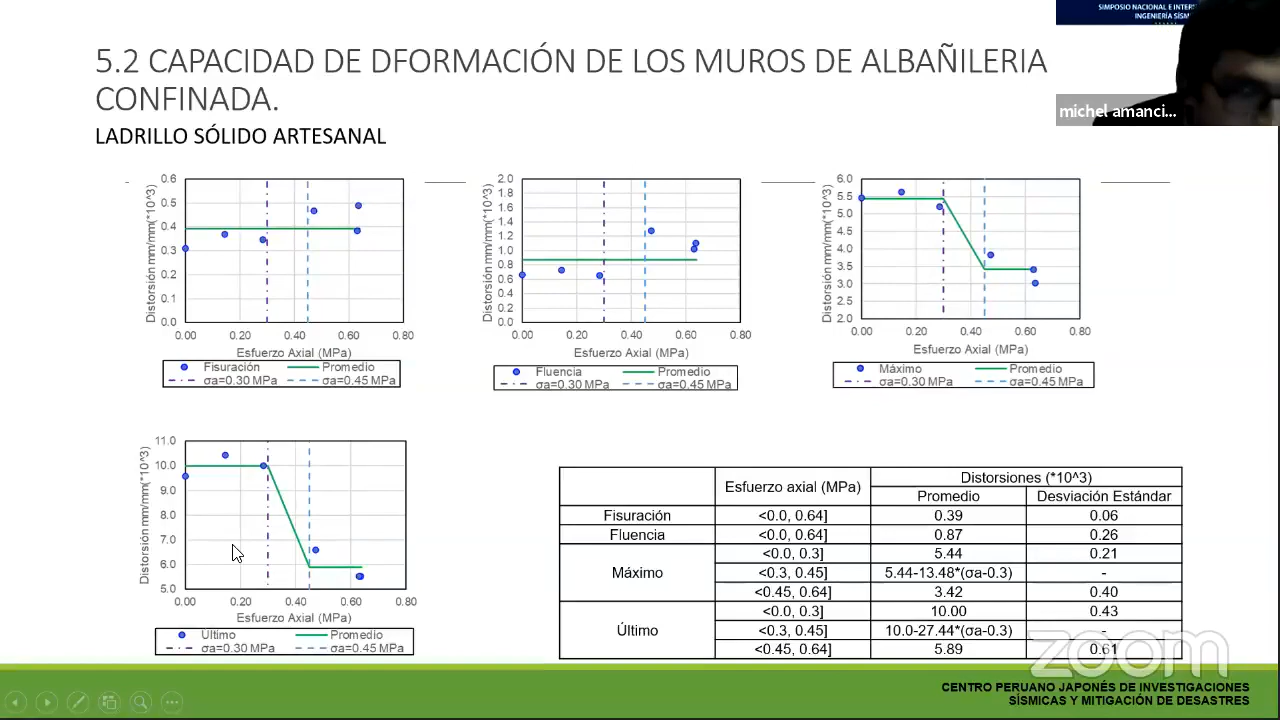 SIMPOSIO NACIONAL E
INGENIERÍA
5.2 CAPACIDAD DE DFORMACIÓN DE LOS MUROS DE ALBAÑILERIA
CONFINADA.
michel amanci...
LADRILLO SÓLIDO ARTESANAL
Distorsión mm/mm(*10^3)
0.6
0.5
0.4
0.3
0.2
0.1
0.0
0.00 0.20 0.40 0.60 0.80
Esfuerzo Axial (MPa)
Fisuración Promedio
σa=0.30 MPa σa=0.45 MPa
Distorsión mm/mm(*10^3)
2.0
1.8
1.6
1.4
1.2
1.0
0.8
0.6
0.4
0.2
0.0
0.00 0.20 0.40 0.60 0.80
Esfuerzo Axial (MPa)
Fluencia Promedio
σa=0.30 MPa σa=0.45 MPa
Distorsión mm/mm(*10^3)
6.0
5.5
5.0
4.5
4.0
3.5
3.0
2.5
2.0
0.00 0.20 0.40 0.60 0.80
Esfuerzo Axial (MPa)
Máximo Promedio
σa=0.30 MPa σa=0.45 MPa
Distorsión mm/mm(*10^3)
11.0
10.0
9.0
8.0
7.0
6.0
5.0
0.00 0.20 0.40 0.60 0.80
Esfuerzo Axial (MPa)
Ultimo Promedio
σa=0.30 MPa σa=0.45 MPa
Esfuerzo axial (MPa) Distorsiones (*10^3)
Promedio Desviación Estándar
Fisuración <0.0, 0.64] 0.39 0.06
Fluencia <0.0, 0.64] 0.87 0.26
Máximo <0.0, 0.3] 5.44 0.21
<0.3, 0.45] 5.44-13.48*(σa-0.3) -
<0.45, 0.64] 3.42 0.40
Último <0.0, 0.3] 10.00 0.43
<0.3, 0.45] 10.0-27.44*(σa-0.3) -
<0.45, 0.64] 5.89 0.61
zoom
CENTRO PERUANO JAPONÉS DE INVESTIGACIONES
SÍSMICAS Y MITIGACIÓN DE DESASTRES